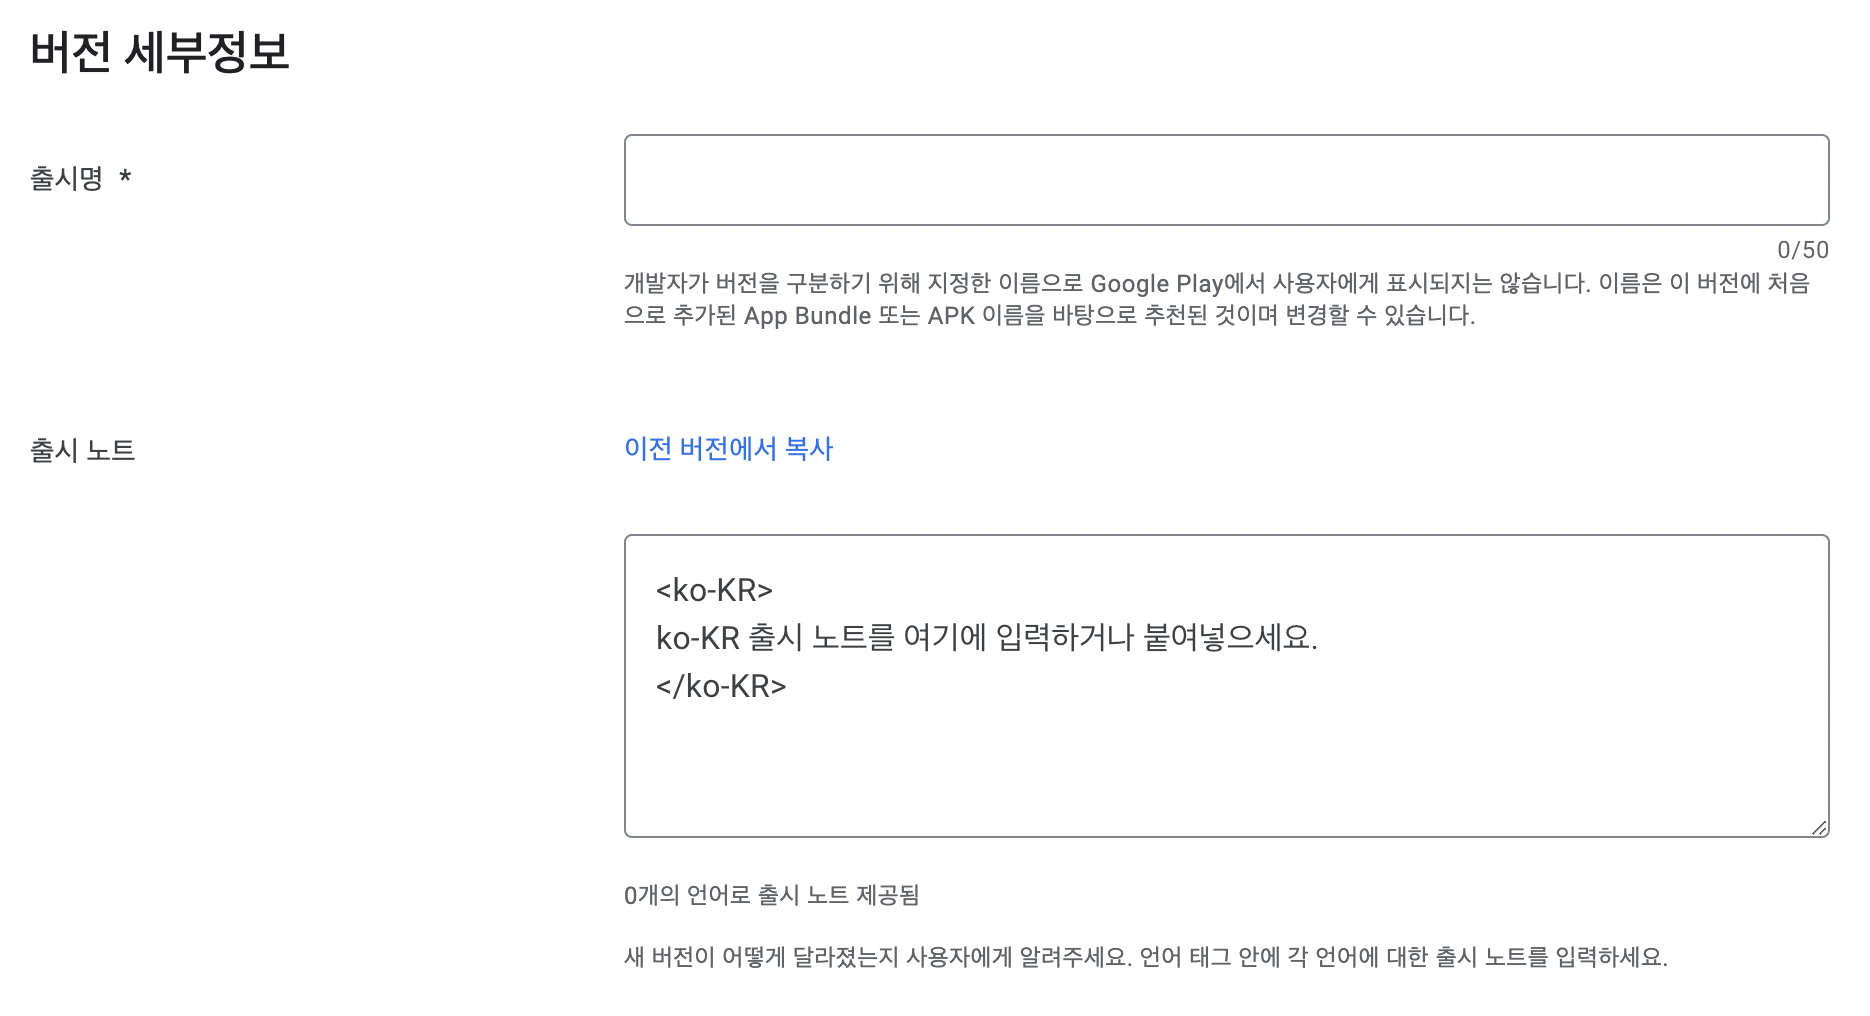 버전 세부정보
출시명 *
0/50
개발자가 버전을 구분하기 위해 지정한 이름으로 Google Play에서 사용자에게 표시되지는 않습니다. 이름은 이 버전에 처음
으로 추가된 App Bundle 또는 APK 이름을 바탕으로 추천된 것이며 변경할 수 있습니다.
출시 노트
이전 버전에서 복사
<ko-KR>
ko-KR 출시 노트를 여기에 입력하거나 붙여넣으세요.
</ko-KR>
0개의 언어로 출시 노트 제공됨
새 버전이 어떻게 달라졌는지 사용자에게 알려주세요. 언어 태그 안에 각 언어에 대한 출시 노트를 입력하세요.